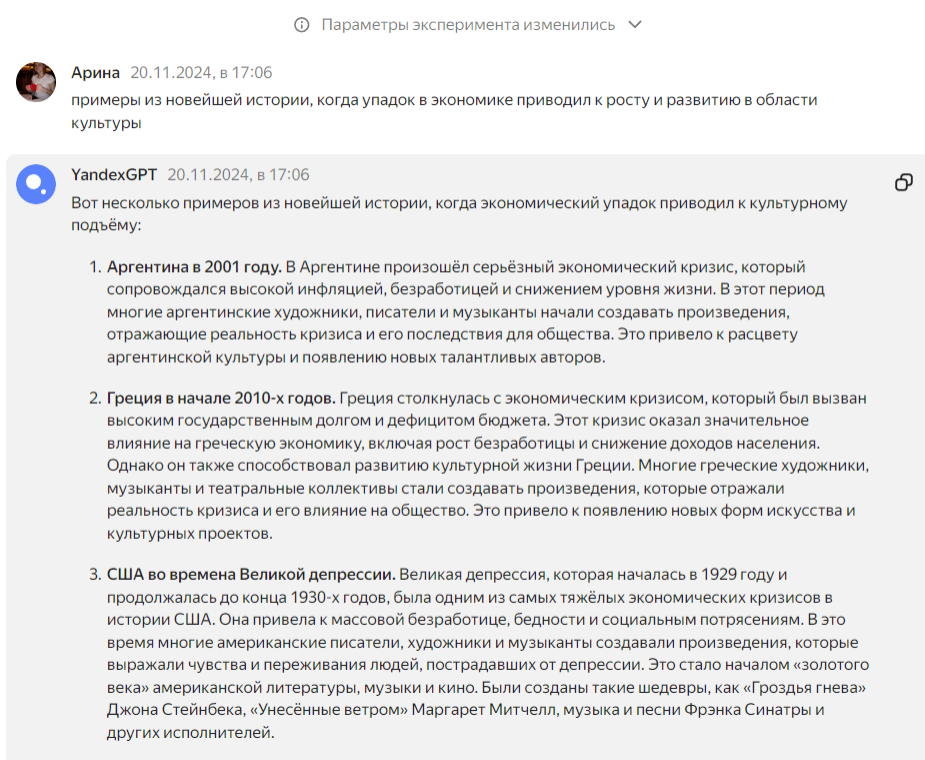 Параметры эксперимента изменились
Арина 20.11.2024, в 17:06
примеры из новейшей истории, когда упадок в экономике приводил к росту и развитию в области
культуры
YandexGPT 20.11.2024, в 17:06
Вот несколько примеров из новейшей истории, когда экономический упадок приводил к культурному
подъёму:
1. Аргентина в 2001 году. В Аргентине произошёл серьёзный экономический кризис, который
сопровождался высокой инфляцией, безработицей и снижением уровня жизни. В этот период
многие аргентинские художники, писатели и музыканты начали создавать произведения,
отражающие реальность кризиса и его последствия для общества. Это привело к расцвету
аргентинской культуры и появлению новых талантливых авторов.
2. Греция в начале 2010-х годов. Греция столкнулась с экономическим кризисом, который был вызван
высоким государственным долгом и дефицитом бюджета. Этот кризис оказал значительное
влияние на греческую экономику, включая рост безработицы и снижение доходов населения.
Однако он также способствовал развитию культурной жизни Греции. Многие греческие художники,
музыканты и театральные коллективы стали создавать произведения, которые отражали
реальность кризиса и его влияние на общество. Это привело к появлению новых форм искусства и
культурных проектов.
3. США во времена Великой депрессии. Великая депрессия, которая началась в 1929 году и
продолжалась до конца 1930-х годов, была одним из самых тяжёлых экономических кризисов в
истории США. Она привела к массовой безработице, бедности и социальным потрясениям. В это
время многие американские писатели, художники и музыканты создавали произведения, которые
выражали чувства и переживания людей, пострадавших от депрессии. Это стало началом «золотого
века» американской литературы, музыки и кино. Были созданы такие шедевры, как «Гроздья гнева»
Джона Стейнбека, «Унесённые ветром» Маргарет Митчелл, музыка и песни Фрэнка Синатры и
других исполнителей.